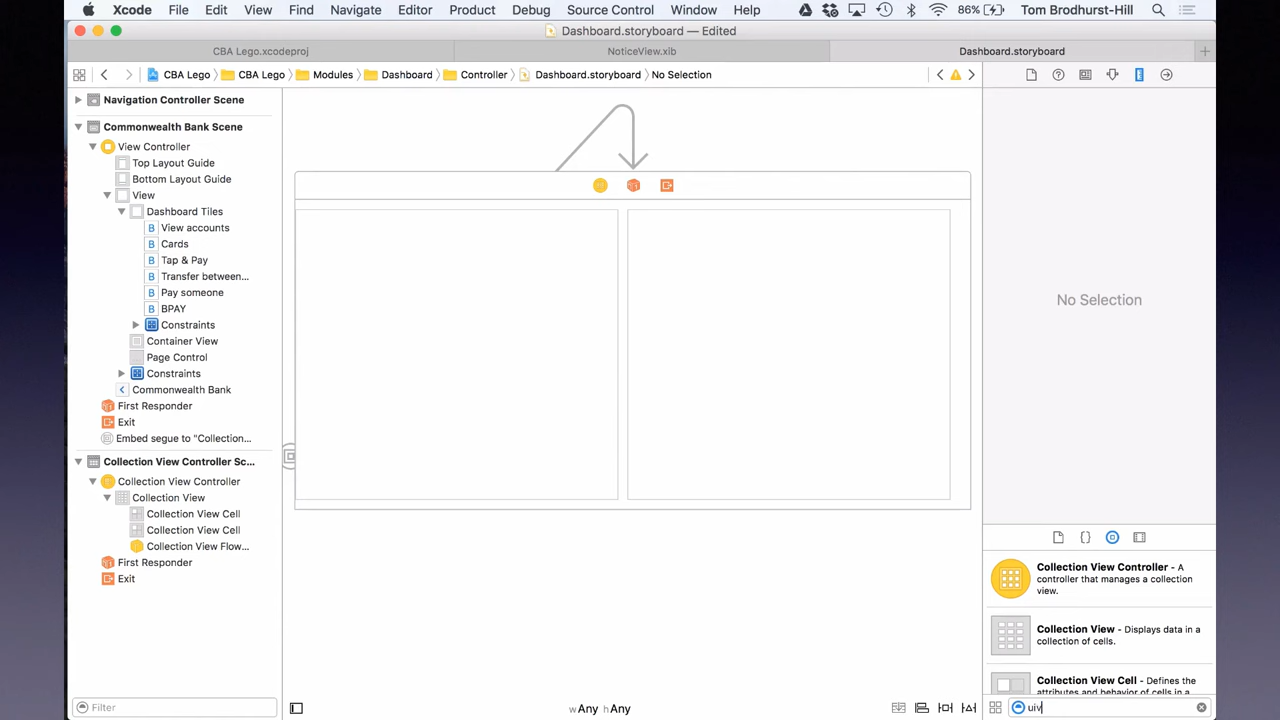 Xcode File Edit View Find Navigate Editor Product Debug Source Control Window Help 86% Tom Brodhurst-Hill
Dashboard.storyboard — Edited
CBA Lego.xcodeproj NoticeView.xib Dashboard.storyboard
CBA Lego CBA Lego Modules Dashboard Controller Dashboard.storyboard No Selection
Navigation Controller Scene
Commonwealth Bank Scene
View Controller
Top Layout Guide
Bottom Layout Guide
View
Dashboard Tiles
B View accounts
B Cards
B Tap & Pay
B Transfer between...
B Pay someone
B BPAY
Constraints
Container View
Page Control
Constraints
Commonwealth Bank
First Responder
Exit
Embed segue to "Collection...
Collection View Controller Sc...
Collection View Controller
Collection View
Collection View Cell
Collection View Cell
Collection View Flow...
First Responder
Exit
Filter
wAny hAny
No Selection
Collection View Controller - A
controller that manages a collection
view.
Collection View - Displays data in a
collection of cells.
Collection View Cell - Defines the
attributes and behavior of cells in a
uiv